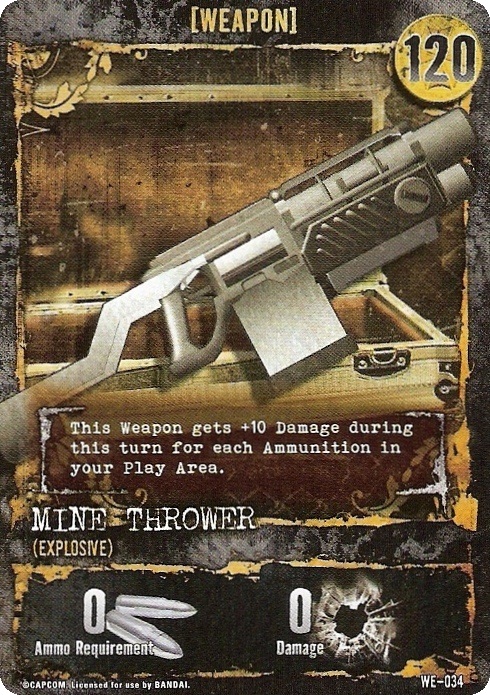 [WEAPON]
120
This Weapon gets +10 Damage during
this turn for each Ammunition in
your Play Area.
MINE THROWER
(EXPLOSIVE)
0
Ammo Requirement
0
Damage
©CAPCOM. Licensed for use by BANDAI.
WE-034